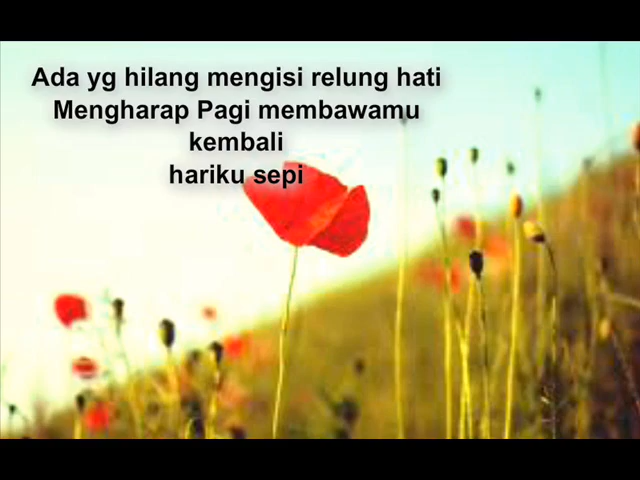 Ada yg hilang mengisi relung hati
Mengharap Pagi membawamu
kembali
hariku sepi